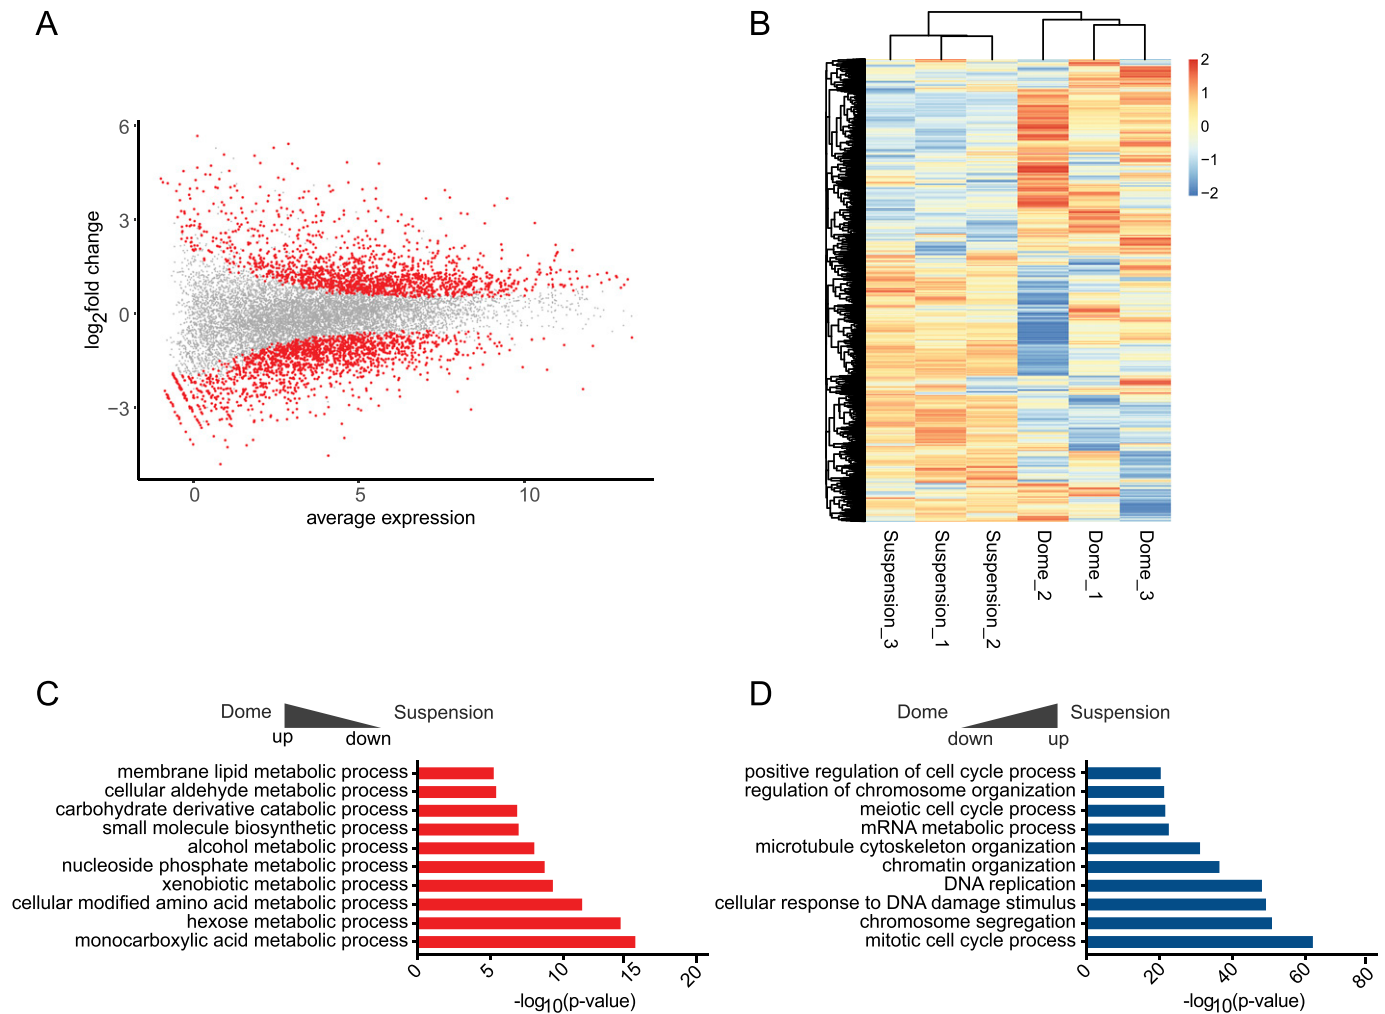 A
log2fold change
6
3
0
−3
0
5
10
average expression
B
2
1
0
−1
−2
Suspension_3
Suspension_1
Suspension_2
Dome_2
Dome_1
Dome_3
C
Dome
Suspension
up
down
membrane lipid metabolic process
cellular aldehyde metabolic process
carbohydrate derivative catabolic process
small molecule biosynthetic process
alcohol metabolic process
nucleoside phosphate metabolic process
xenobiotic metabolic process
cellular modified amino acid metabolic process
hexose metabolic process
monocarboxylic acid metabolic process
0
5
10
15
20
-log10(p-value)
D
Dome
Suspension
down
up
positive regulation of cell cycle process
regulation of chromosome organization
meiotic cell cycle process
mRNA metabolic process
microtubule cytoskeleton organization
chromatin organization
DNA replication
cellular response to DNA damage stimulus
chromosome segregation
mitotic cell cycle process
0
20
40
60
80
-log10(p-value)